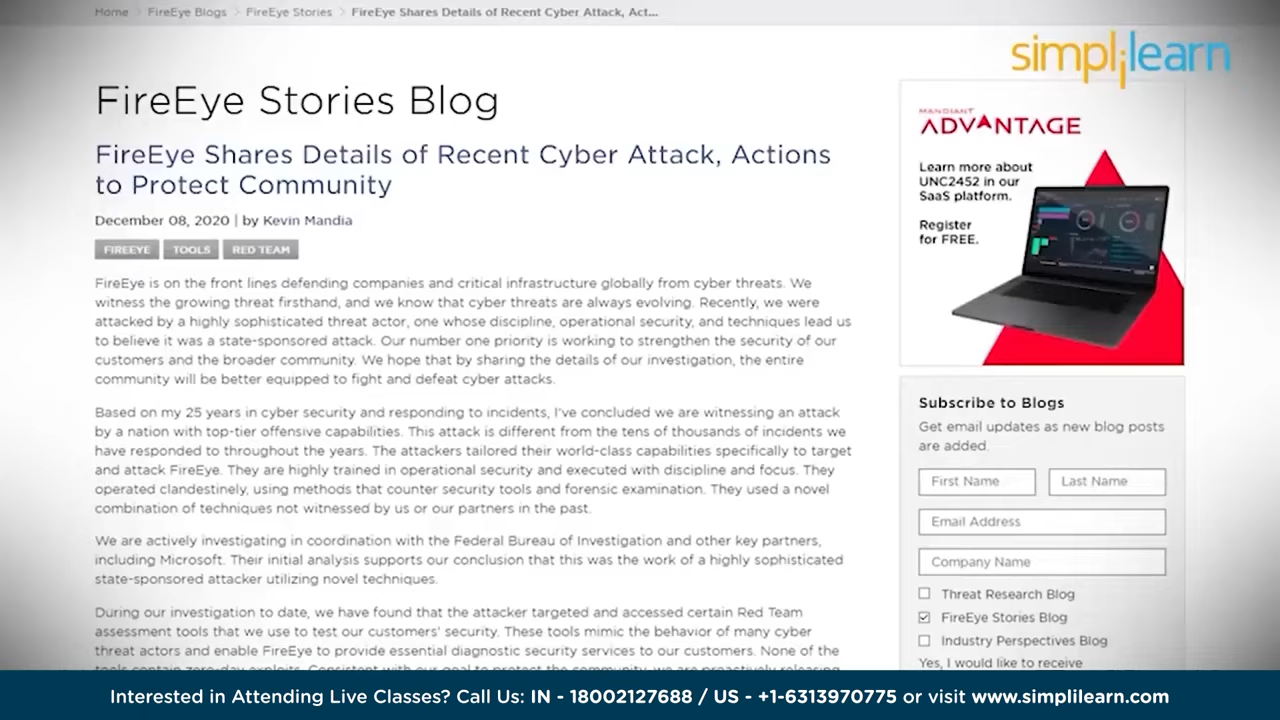 Home > FireEye Blogs > FireEye Stories > FireEye Shares Details of Recent Cyber Attack, Act...
simplilearn
FireEye Stories Blog
FireEye Shares Details of Recent Cyber Attack, Actions
to Protect Community
December 08, 2020 | by Kevin Mandia
FIREEYE TOOLS RED TEAM
FireEye is on the front lines defending companies and critical infrastructure globally from cyber threats. We
witness the growing threat firsthand, and we know that cyber threats are always evolving. Recently, we were
attacked by a highly sophisticated threat actor, one whose discipline, operational security, and techniques lead us
to believe it was a state-sponsored attack. Our number one priority is working to strengthen the security of our
customers and the broader community. We hope that by sharing the details of our investigation, the entire
community will be better equipped to fight and defeat cyber attacks.
Based on my 25 years in cyber security and responding to incidents, I've concluded we are witnessing an attack
by a nation with top-tier offensive capabilities. This attack is different from the tens of thousands of incidents we
have responded to throughout the years. The attackers tailored their world-class capabilities specifically to target
and attack FireEye. They are highly trained in operational security and executed with discipline and focus. They
operated clandestinely, using methods that counter security tools and forensic examination. They used a novel
combination of techniques not witnessed by us or our partners in the past.
We are actively investigating in coordination with the Federal Bureau of Investigation and other key partners,
including Microsoft. Their initial analysis supports our conclusion that this was the work of a highly sophisticated
state-sponsored attacker utilizing novel techniques.
During our investigation to date, we have found that the attacker targeted and accessed certain Red Team
assessment tools that we use to test our customers' security. These tools mimic the behavior of many cyber
threat actors and enable FireEye to provide essential diagnostic security services to our customers. None of the
tools contain zero-day exploits. Consistent with our goal to protect the community, we are proactively releasing
MANDIANT
ADVANTAGE
Learn more about
UNC2452 in our
SaaS platform.
Register
for FREE.
Subscribe to Blogs
Get email updates as new blog posts
are added.
First Name Last Name
Email Address
Company Name
Threat Research Blog
FireEye Stories Blog
Industry Perspectives Blog
Yes, I would like to receive
Interested in Attending Live Classes? Call Us: IN - 18002127688 / US - +1-6313970775 or visit www.simplilearn.com